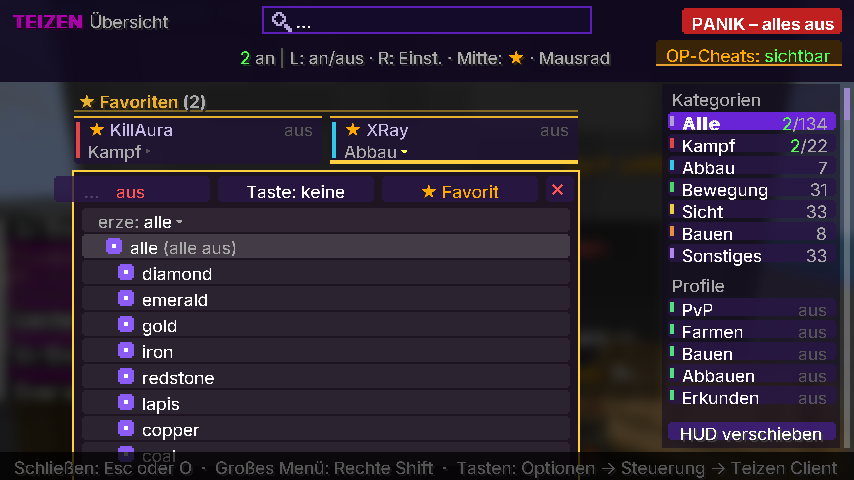 TEIZEN Übersicht
...
PANIK – alles aus
2 an | L: an/aus · R: Einst. · Mitte: ★ · Mausrad
OP-Cheats: sichtbar
★ Favoriten (2)
★ KillAura aus
Kampf
★ XRay aus
Abbau
... aus
Taste: keine
★ Favorit
×
erze: alle
alle (alle aus)
diamond
emerald
gold
iron
redstone
lapis
copper
coal
Kategorien
Alle 2/134
Kampf 2/22
Abbau 7
Bewegung 31
Sicht 33
Bauen 8
Sonstiges 33
Profile
PvP aus
Farmen aus
Bauen aus
Abbauen aus
Erkunden aus
HUD verschieben
Schließen: Esc oder O · Großes Menü: Rechte Shift · Tasten: Optionen → Steuerung → Teizen Client